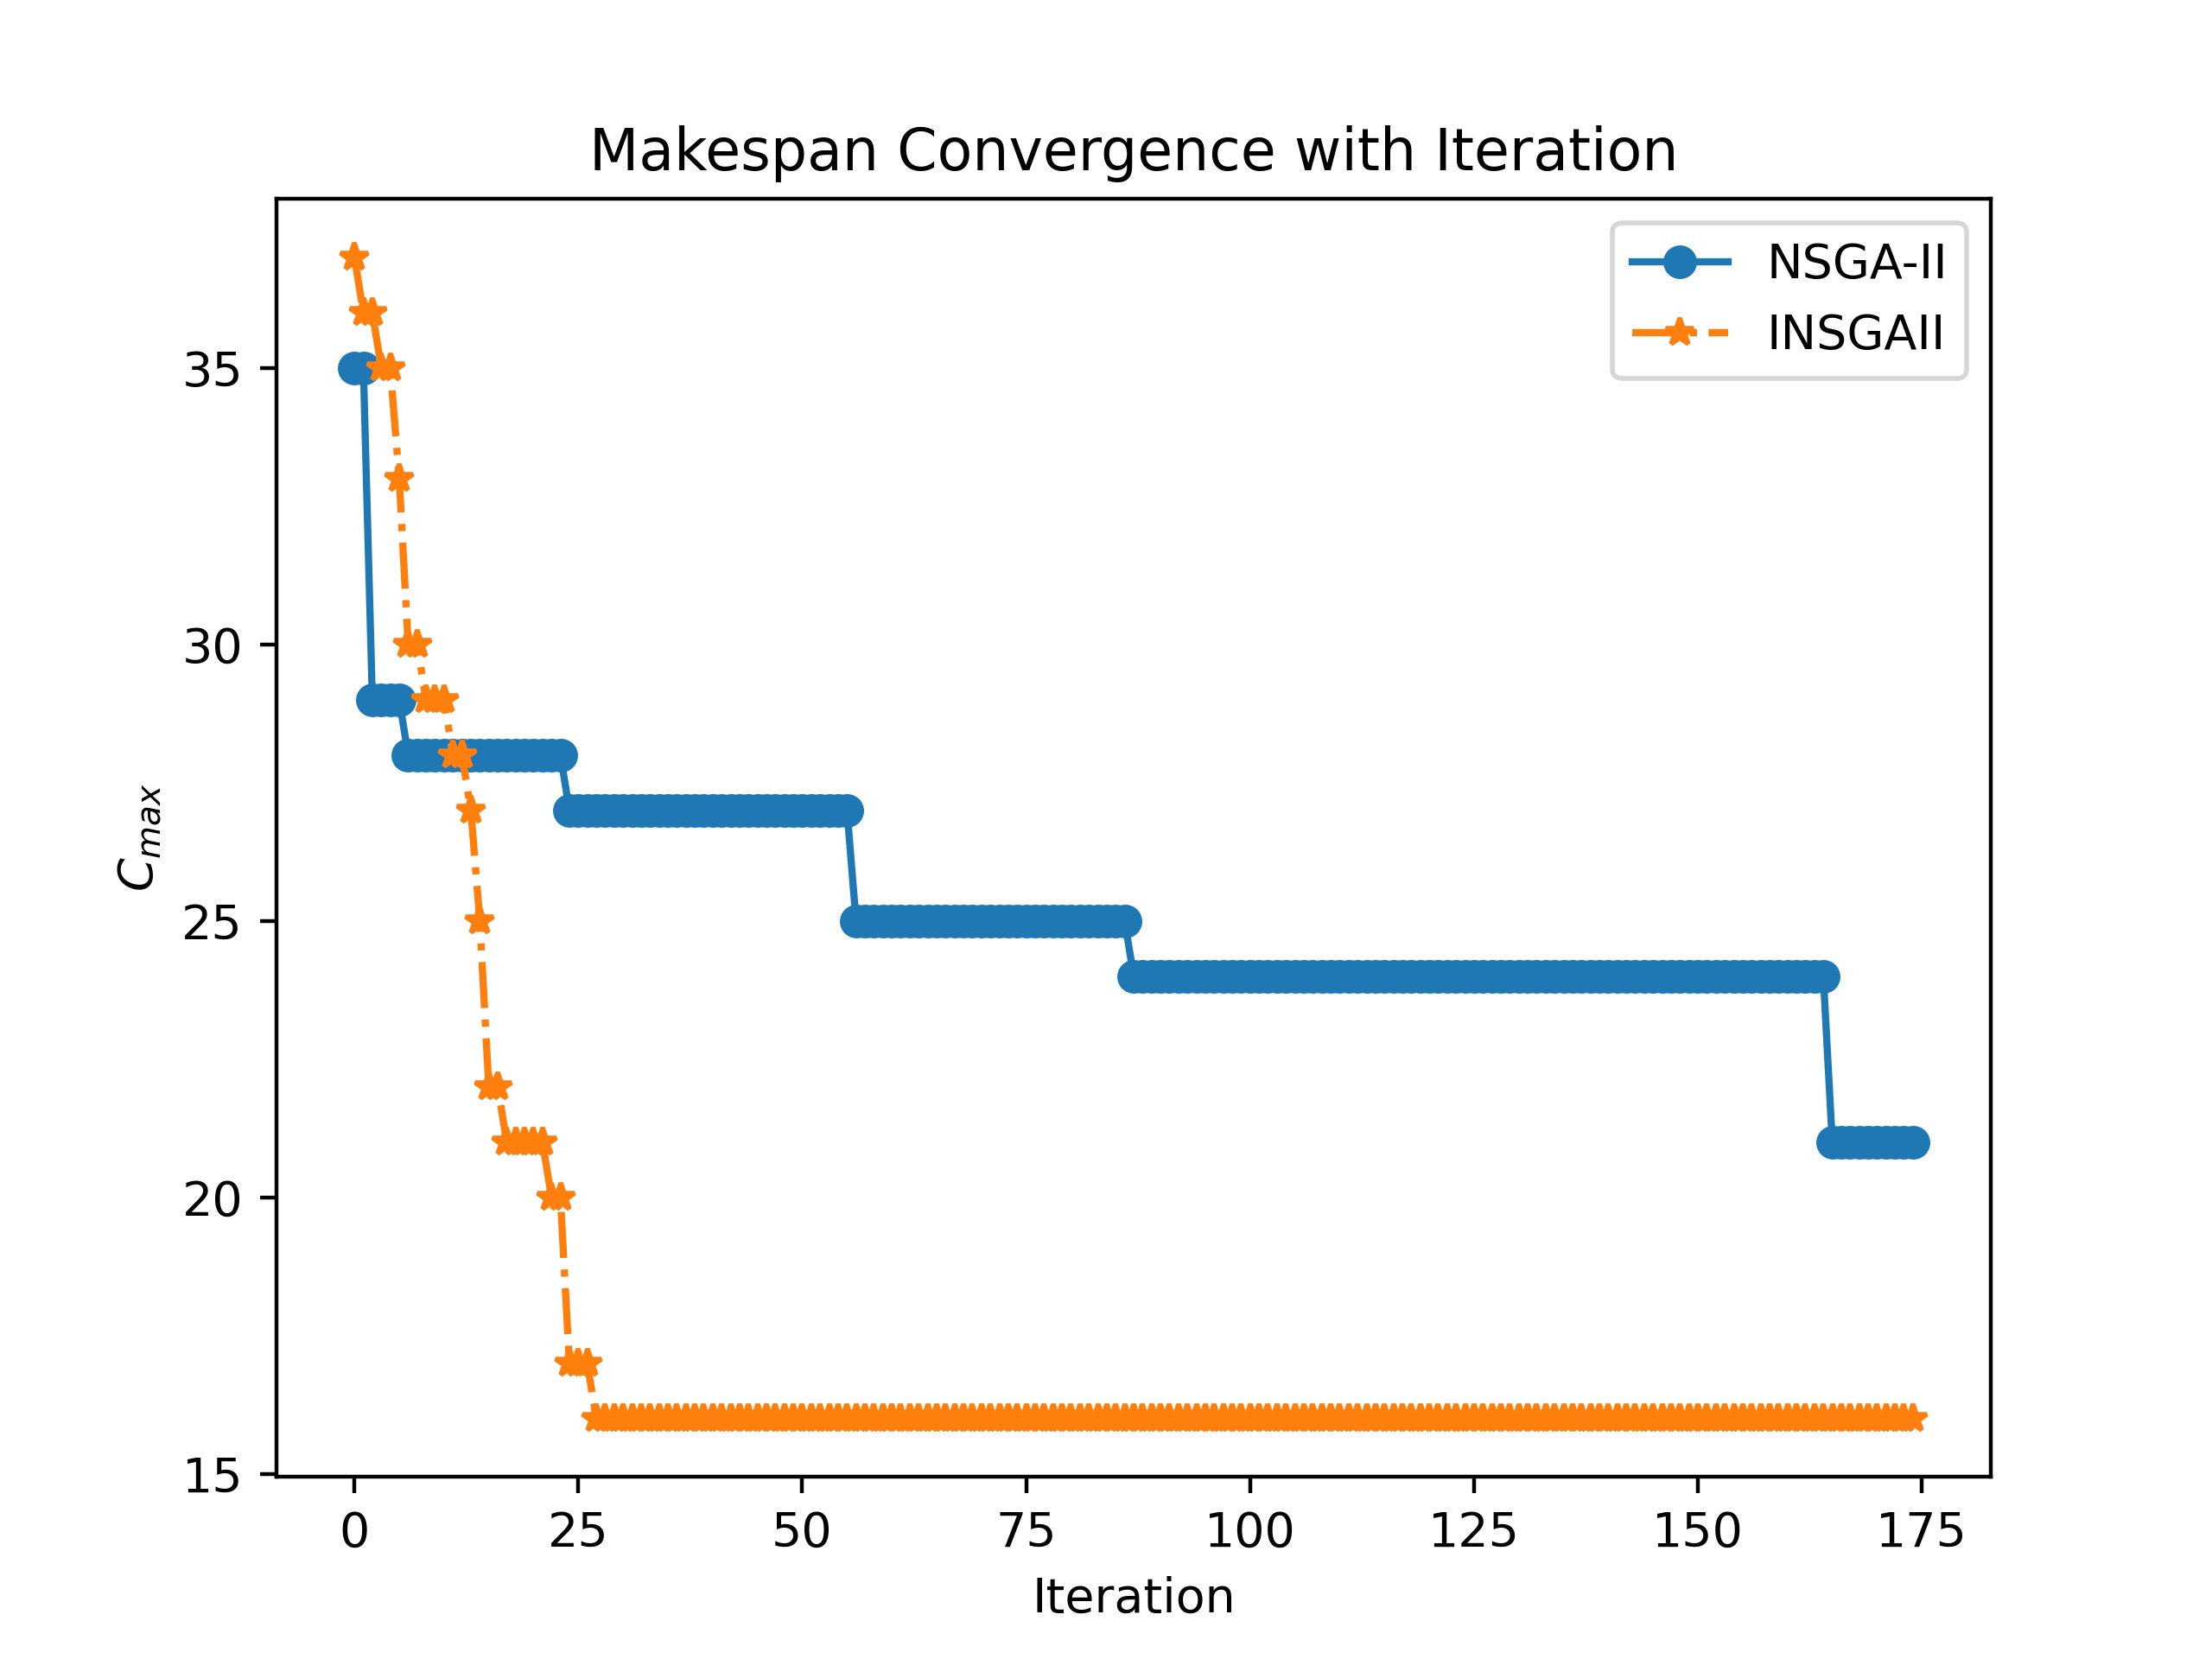 Makespan Convergence with Iteration
NSGA-II
INSGAII
35
30
25
20
15
C_max
0 25 50 75 100 125 150 175
Iteration